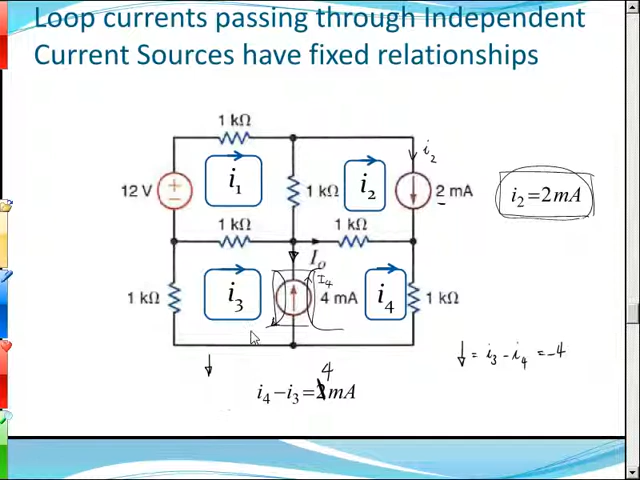 Loop currents passing through Independent
Current Sources have fixed relationships
1 kΩ
i₂
12 V
i₁
1 kΩ
i₂
2 mA
i₂=2mA
1 kΩ
1 kΩ
I₀
I₄
1 kΩ
i₃
4 mA
i₄
1 kΩ
↓ = i₃ - i₄ = -4
4
i₄ – i₃ = mA